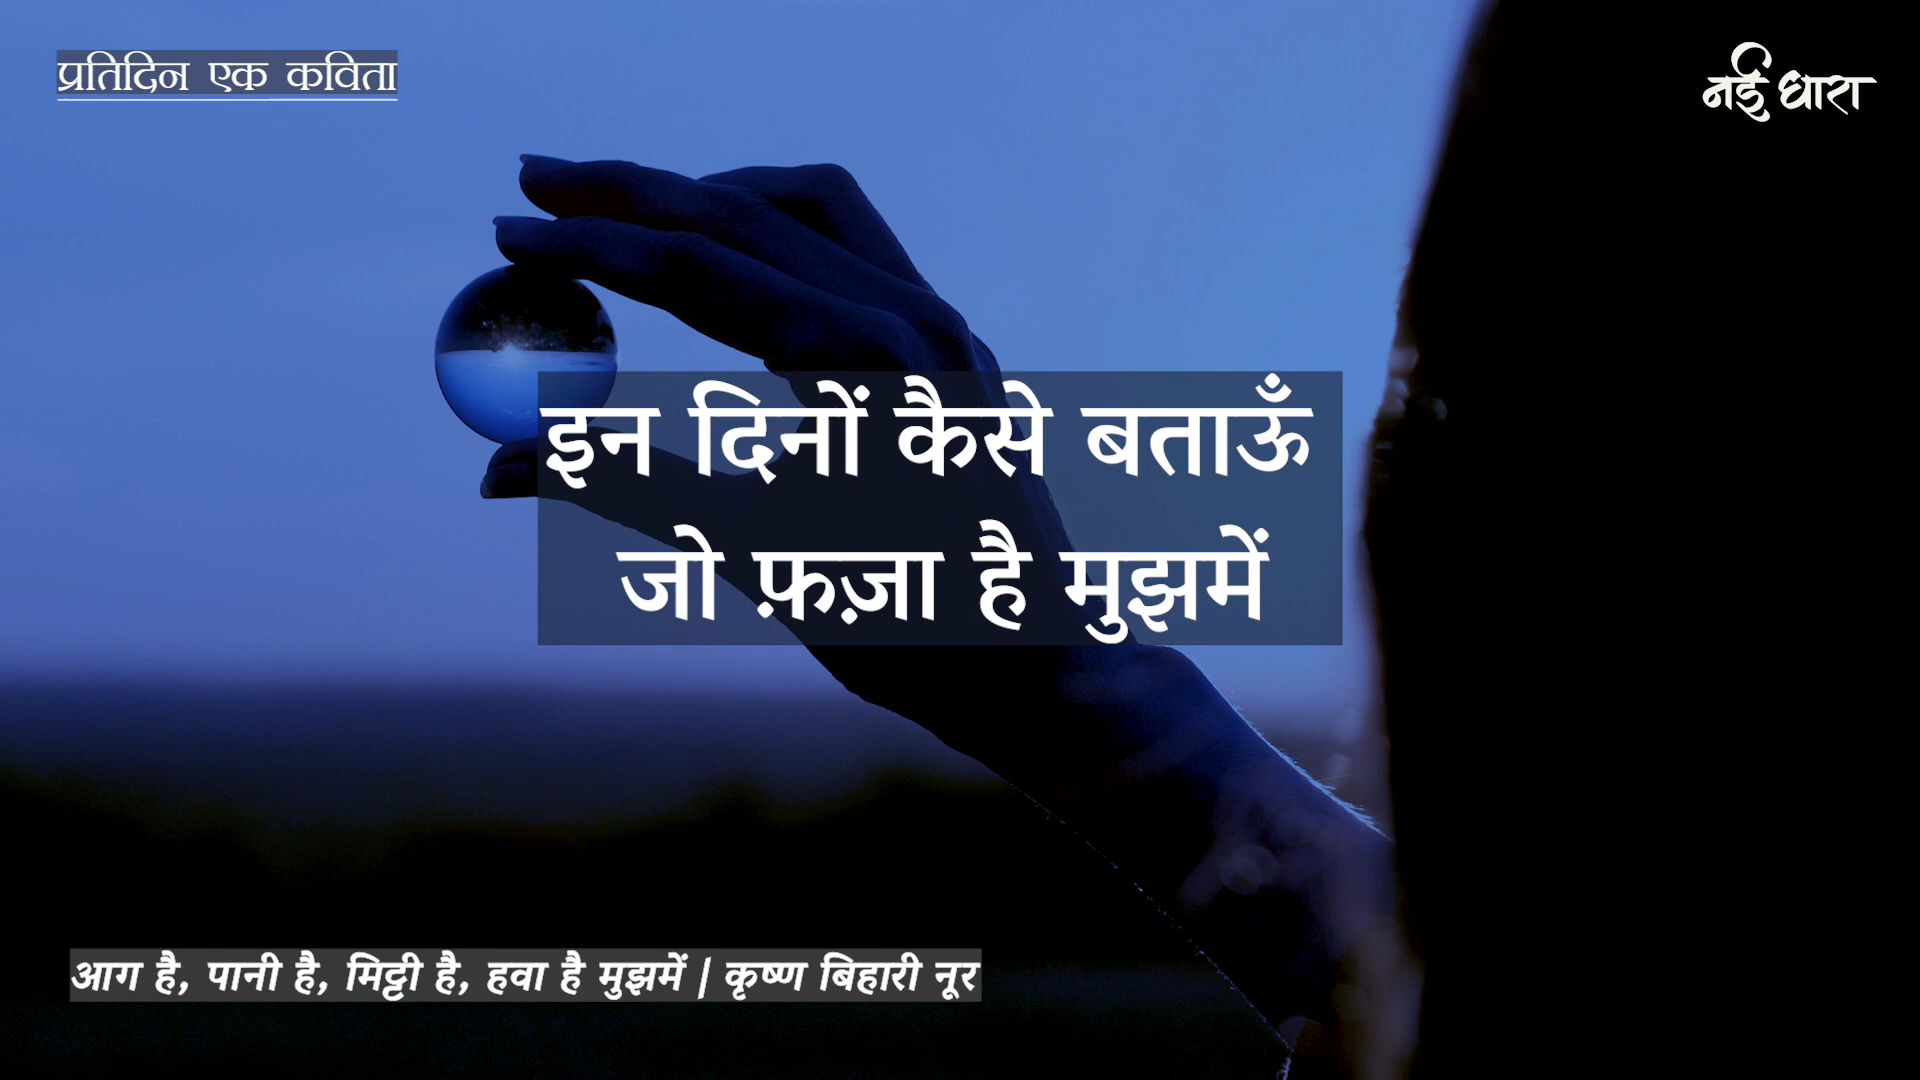 प्रतिदिन एक कविता
नई धारा
इन दिनों कैसे बताऊँ
जो फ़ज़ा है मुझमें
आग है, पानी है, मिट्टी है, हवा है मुझमें | कृष्ण बिहारी नूर